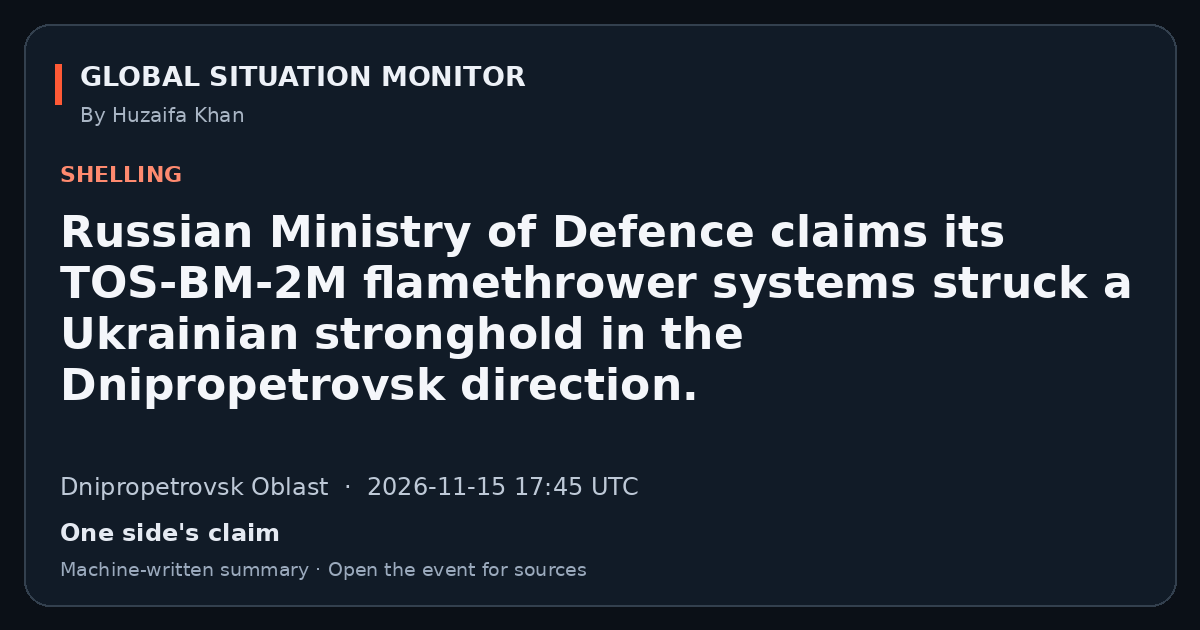 GLOBAL SITUATION MONITOR
By Huzaifa Khan
SHELLING
Russian Ministry of Defence claims its
TOS-BM-2M flamethrower systems struck a
Ukrainian stronghold in the
Dnipropetrovsk direction.
Dnipropetrovsk Oblast · 2026-11-15 17:45 UTC
One side's claim
Machine-written summary · Open the event for sources